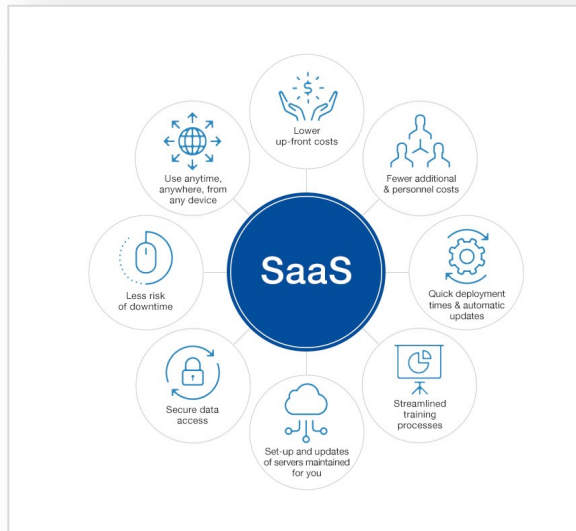 SaaS
Lower
up-front costs
Fewer additional
& personnel costs
Quick deployment
times & automatic
updates
Streamlined
training
processes
Set-up and updates
of servers maintained
for you
Secure data
access
Less risk
of downtime
Use anytime,
anywhere, from
any device
$